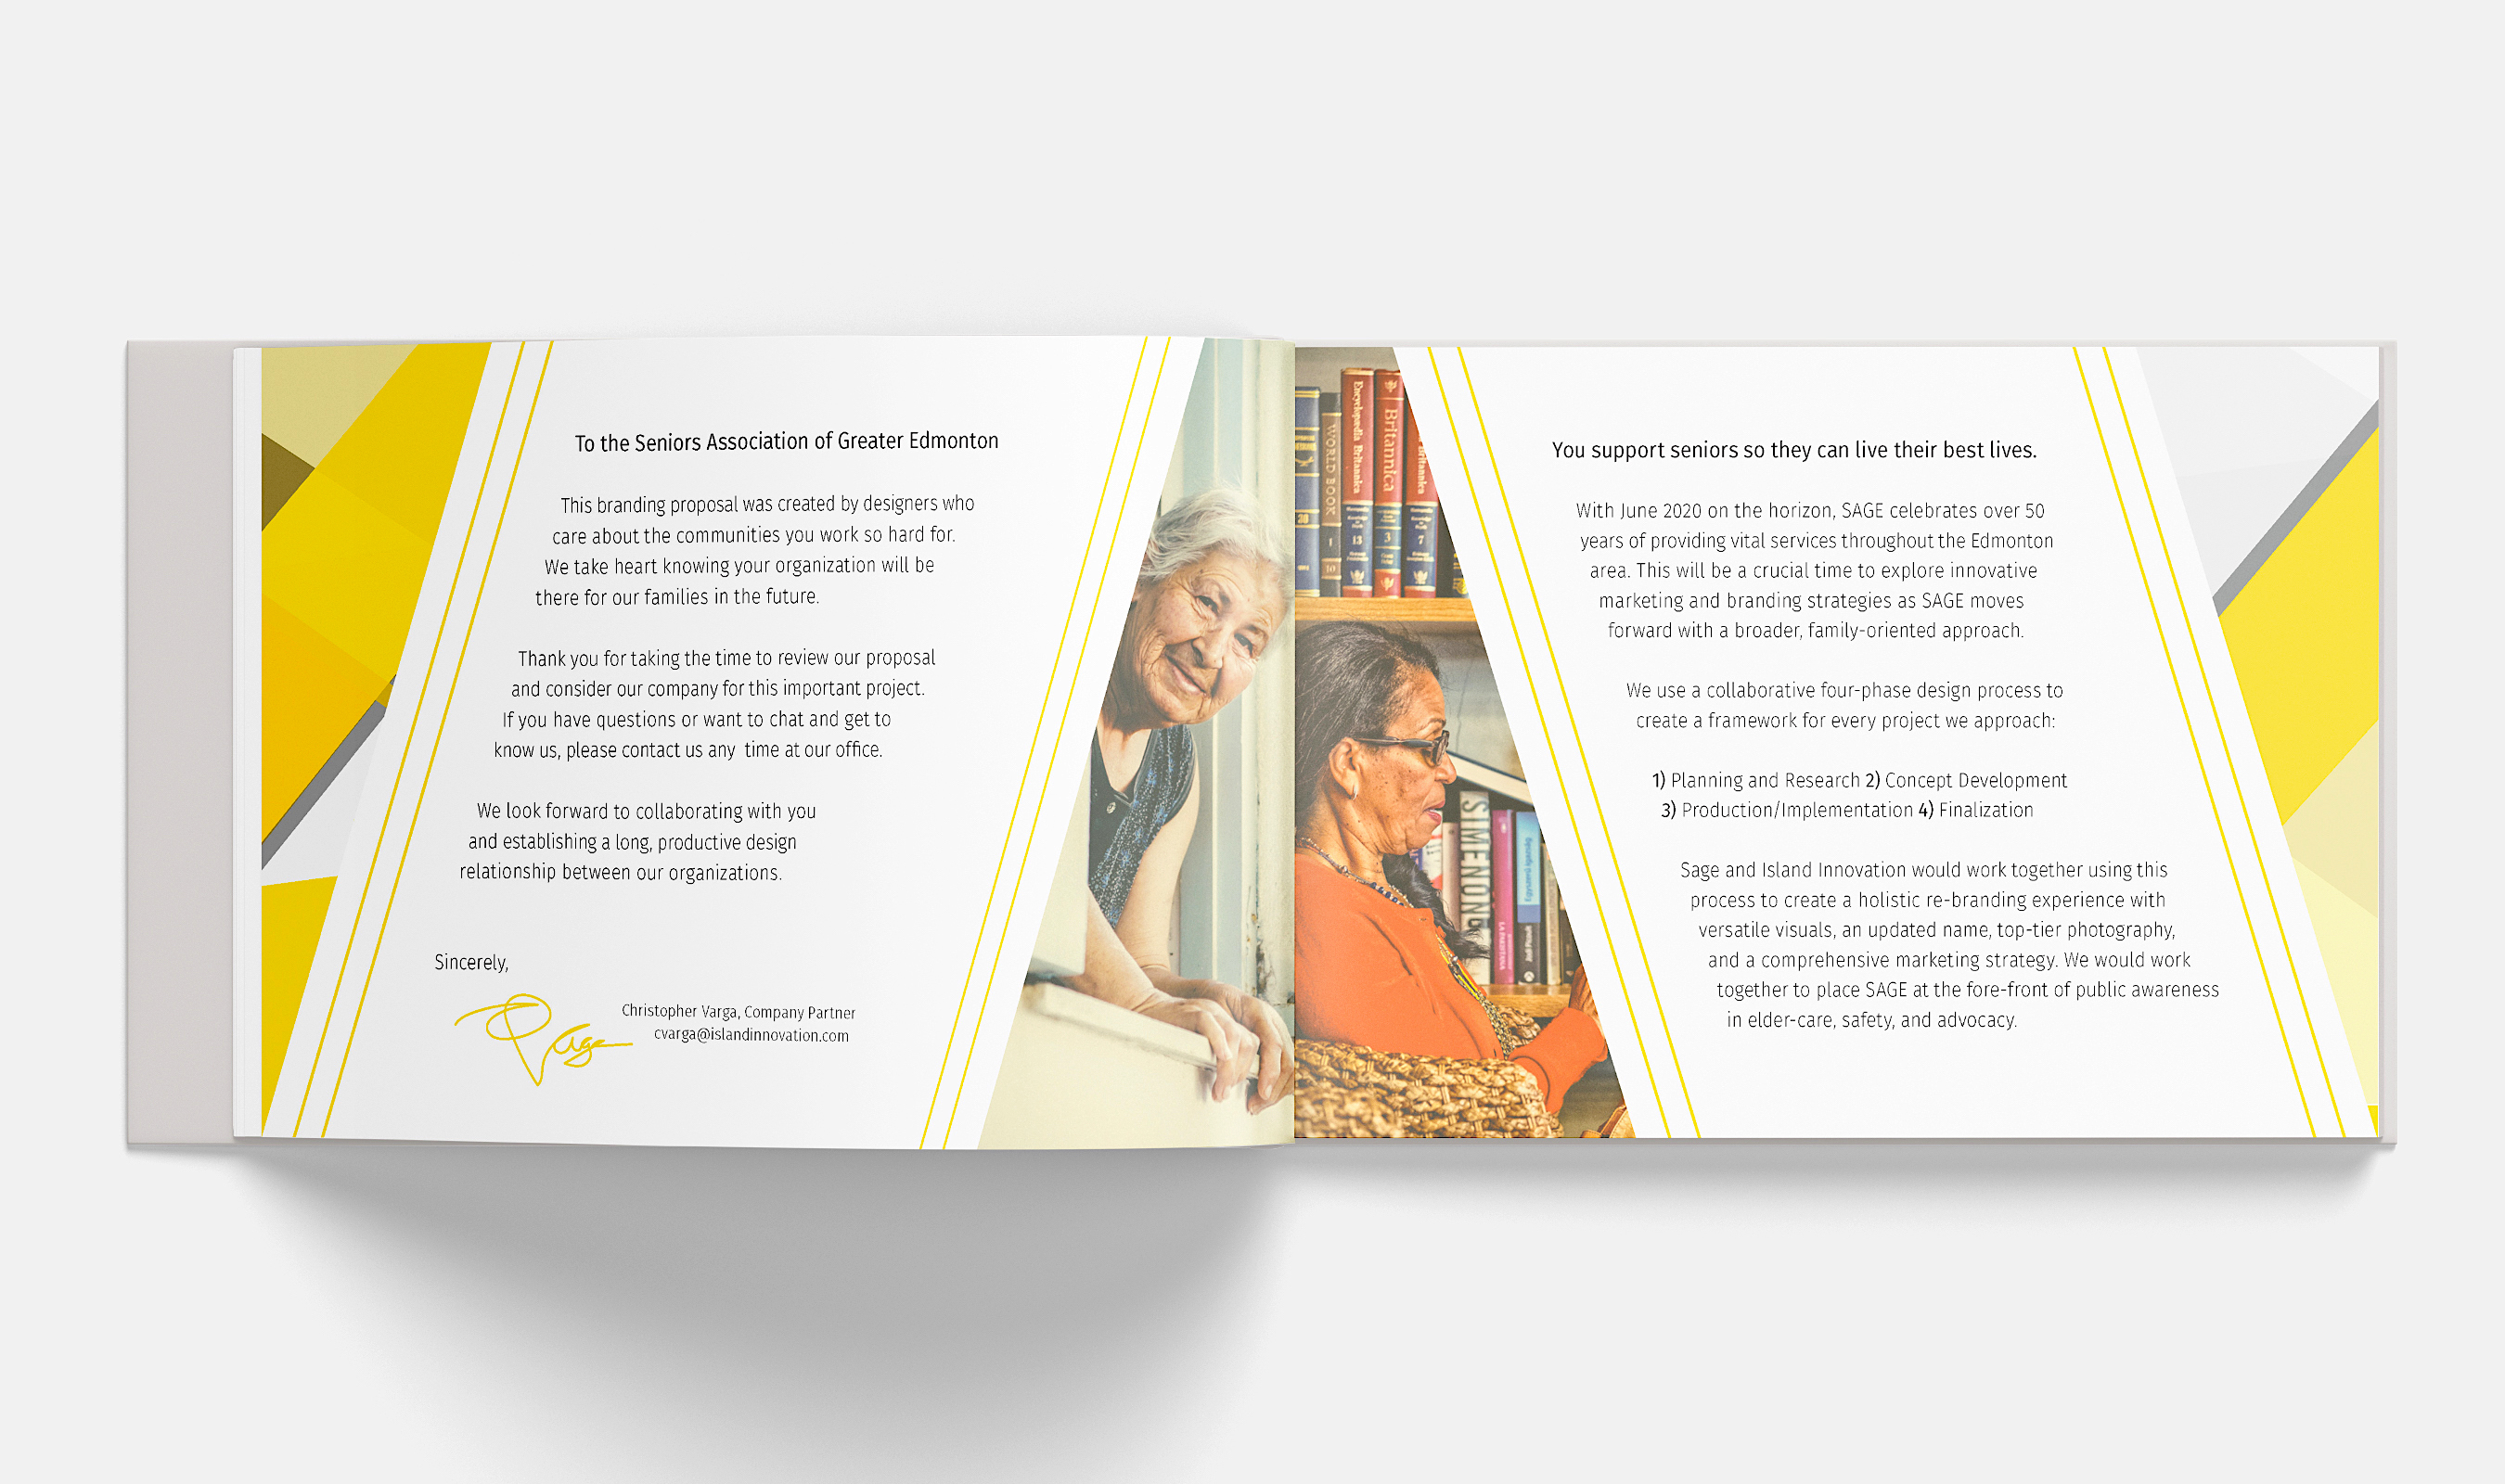 To the Seniors Association of Greater Edmonton
This branding proposal was created by designers who
care about the communities you work so hard for.
We take heart knowing your organization will be
there for our families in the future.
Thank you for taking the time to review our proposal
and consider our company for this important project.
If you have questions or want to chat and get to
know us, please contact us any time at our office.
We look forward to collaborating with you
and establishing a long, productive design
relationship between our organizations.
Sincerely,
Varga
Christopher Varga, Company Partner
cvarga@islandinnovation.com
WORLD BOOK
1
10
20
Encyclopaedia Britannica
13
Britannica
3
Britannica
7
SIMENON
You support seniors so they can live their best lives.
With June 2020 on the horizon, SAGE celebrates over 50
years of providing vital services throughout the Edmonton
area. This will be a crucial time to explore innovative
marketing and branding strategies as SAGE moves
forward with a broader, family-oriented approach.
We use a collaborative four-phase design process to
create a framework for every project we approach:
1) Planning and Research 2) Concept Development
3) Production/Implementation 4) Finalization
Sage and Island Innovation would work together using this
process to create a holistic re-branding experience with
versatile visuals, an updated name, top-tier photography,
and a comprehensive marketing strategy. We would work
together to place SAGE at the fore-front of public awareness
in elder-care, safety, and advocacy.